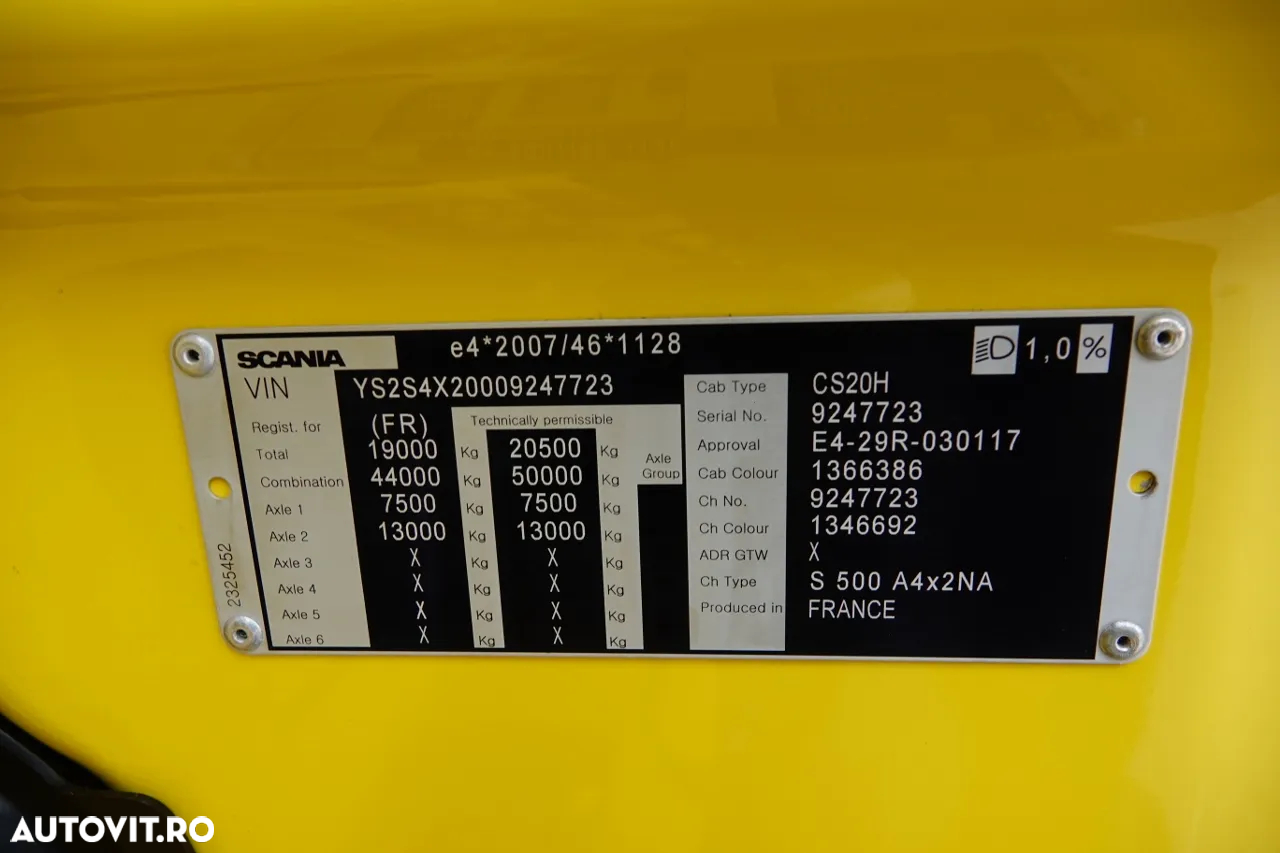 SCANIA e4*2007/46*1128 1,0 %
VIN YS2S4X20009247723
Regist. for (FR) Technically permissible
Total 19000 Kg 20500 Kg Axle Group
Combination 44000 Kg 50000 Kg
Axle 1 7500 Kg 7500 Kg
Axle 2 13000 Kg 13000 Kg
Axle 3 X Kg X Kg
Axle 4 X Kg X Kg
Axle 5 X Kg X Kg
Axle 6 X Kg X Kg
Cab Type CS20H
Serial No. 9247723
Approval E4-29R-030117
Cab Colour 1366386
Ch No. 9247723
Ch Colour 1346692
ADR GTW X
Ch Type S 500 A4x2NA
Produced in FRANCE
2325452
AUTOVIT.RO